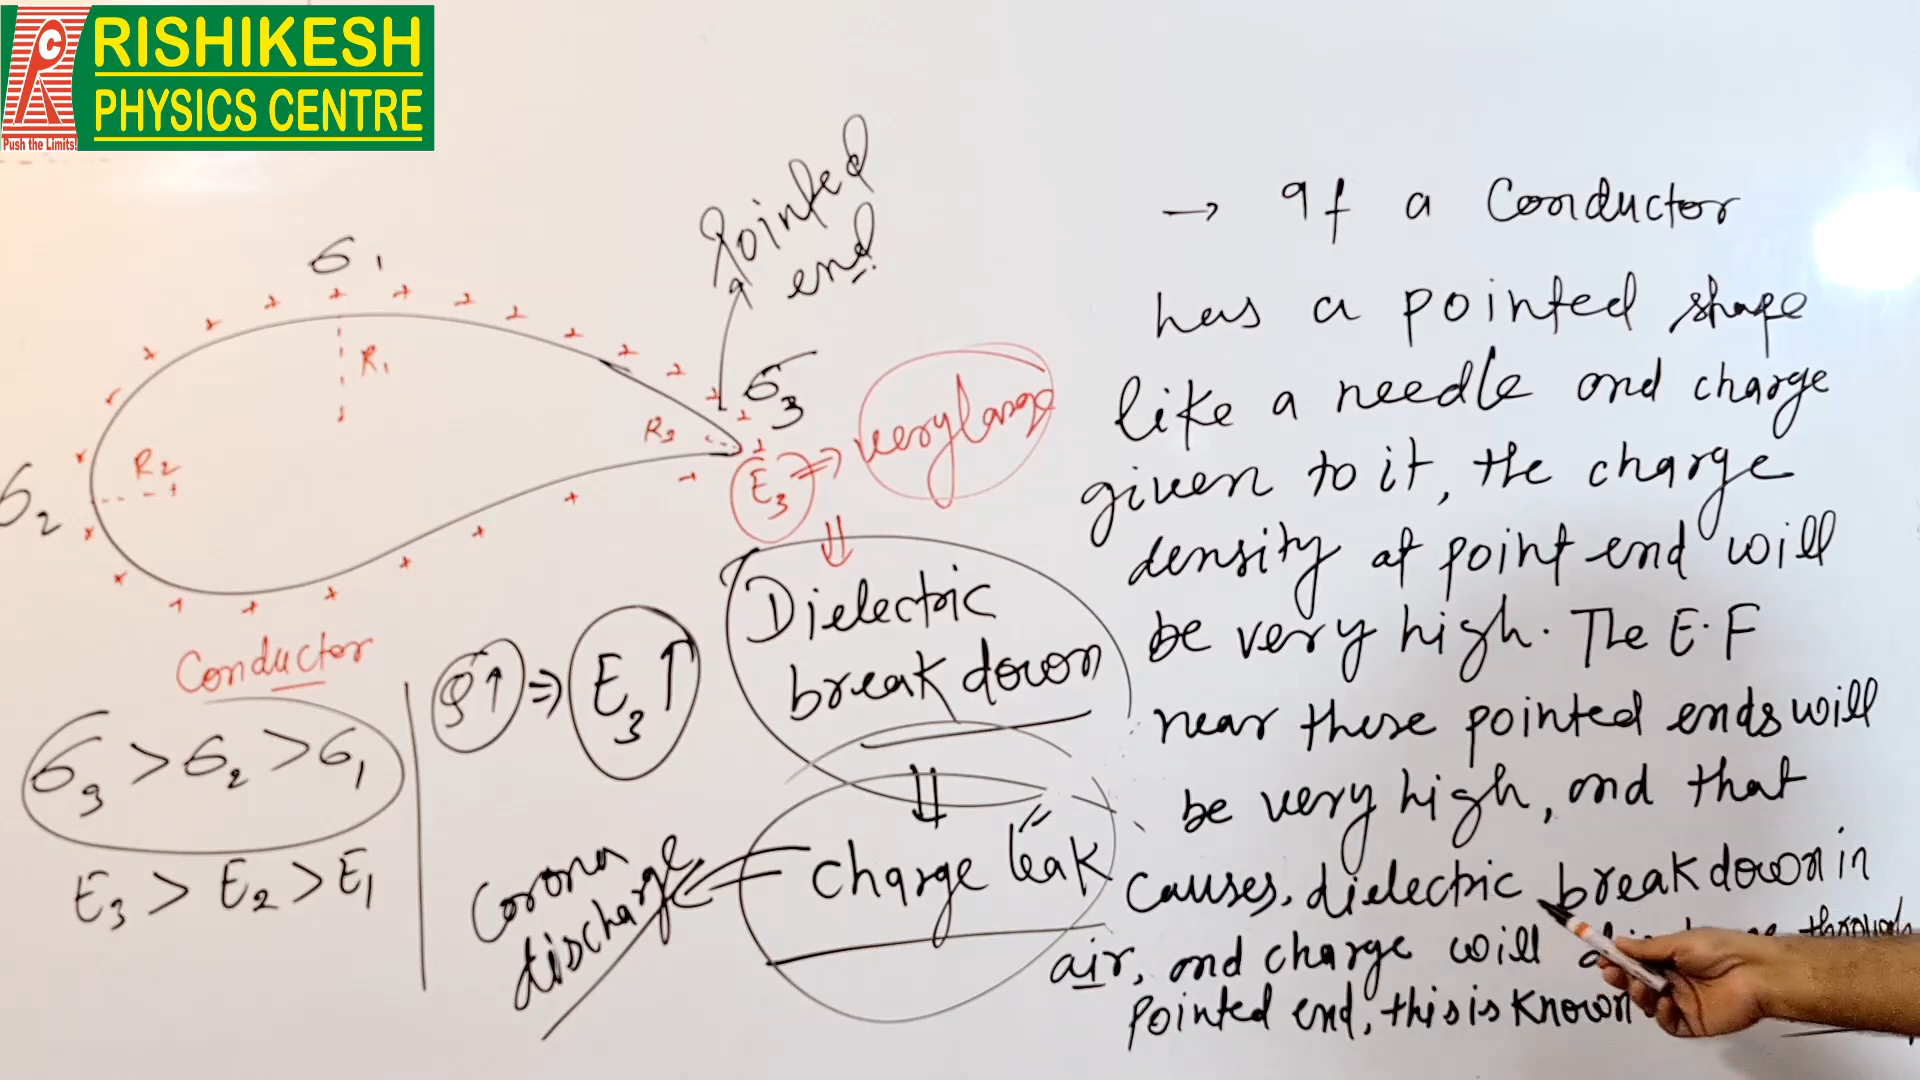 RISHIKESH
PHYSICS CENTRE
Push the Limits!
Pointed
end
σ1
R1
σ3
R3
E3 ⇒ very large
R2
σ2
Conductor
⇓
Dielectric
break down
⇓
charge leak
Corona
discharge
σ3 > σ2 > σ1
E3 > E2 > E1
↑ ⇒ E3 ↑
→ If a Conductor
has a pointed shape
like a needle and charge
given to it, the charge
density at point end will
be very high. The E.F
near these pointed ends will
be very high, and that
causes, dielectric break down in
air, and charge will through
Pointed end, this is known